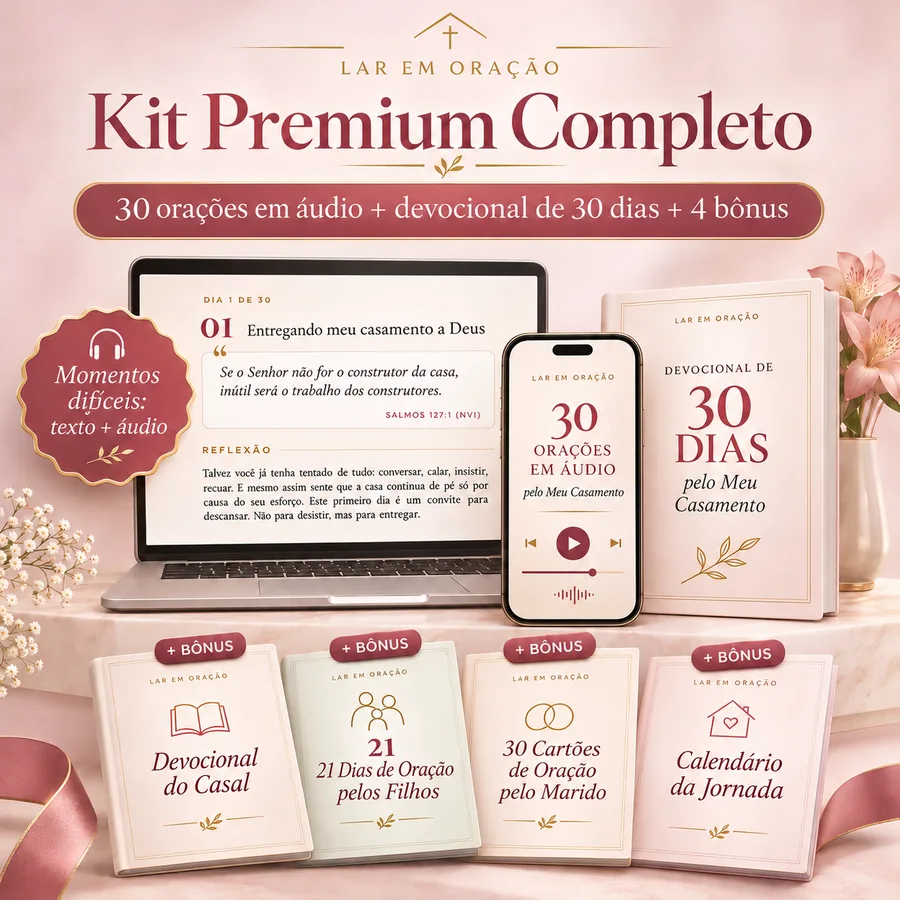 LAR EM ORAÇÃO
Kit Premium Completo
30 orações em áudio + devocional de 30 dias + 4 bônus
Momentos
difíceis:
texto + áudio
DIA 1 DE 30
01 Entregando meu casamento a Deus
“
Se o Senhor não for o construtor da casa,
inútil será o trabalho dos construtores.
SALMOS 127:1 (NVI)
REFLEXÃO
Talvez você já tenha tentado de tudo: conversar, calar, insistir,
recuar. E mesmo assim sente que a casa continua de pé só por
causa do seu esforço. Este primeiro dia é um convite para
descansar. Não para desistir, mas para entregar.
LAR EM ORAÇÃO
30
ORAÇÕES
EM ÁUDIO
pelo Meu Casamento
LAR EM ORAÇÃO
DEVOCIONAL DE
30
DIAS
pelo Meu
Casamento
+ BÔNUS
LAR EM ORAÇÃO
Devocional
do Casal
+ BÔNUS
LAR EM ORAÇÃO
21
21 Dias de Oração
pelos Filhos
+ BÔNUS
LAR EM ORAÇÃO
30 Cartões
de Oração
pelo Marido
+ BÔNUS
LAR EM ORAÇÃO
Calendário
da Jornada